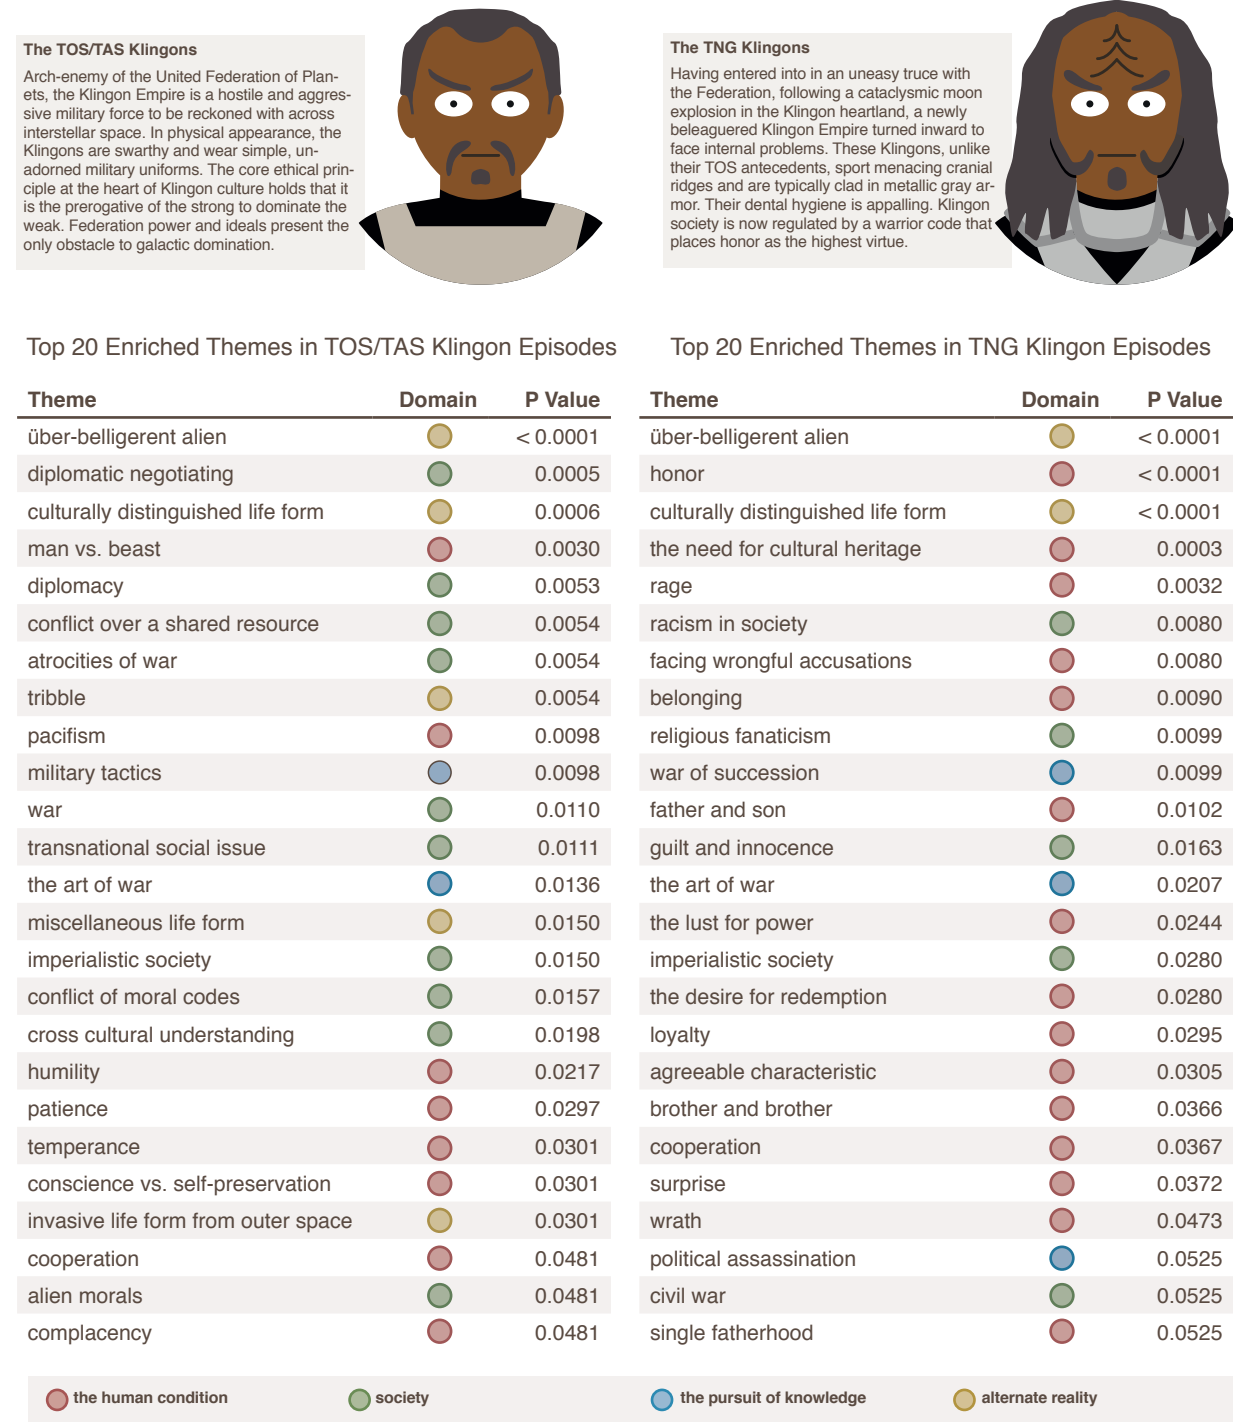 The TOS/TAS Klingons
Arch-enemy of the United Federation of Plan-
ets, the Klingon Empire is a hostile and aggres-
sive military force to be reckoned with across
interstellar space. In physical appearance, the
Klingons are swarthy and wear simple, un-
adorned military uniforms. The core ethical prin-
ciple at the heart of Klingon culture holds that it
is the prerogative of the strong to dominate the
weak. Federation power and ideals present the
only obstacle to galactic domination.
The TNG Klingons
Having entered into in an uneasy truce with
the Federation, following a cataclysmic moon
explosion in the Klingon heartland, a newly
beleaguered Klingon Empire turned inward to
face internal problems. These Klingons, unlike
their TOS antecedents, sport menacing cranial
ridges and are typically clad in metallic gray ar-
mor. Their dental hygiene is appalling. Klingon
society is now regulated by a warrior code that
places honor as the highest virtue.
Top 20 Enriched Themes in TOS/TAS Klingon Episodes
Theme Domain P Value
über-belligerent alien < 0.0001
diplomatic negotiating 0.0005
culturally distinguished life form 0.0006
man vs. beast 0.0030
diplomacy 0.0053
conflict over a shared resource 0.0054
atrocities of war 0.0054
tribble 0.0054
pacifism 0.0098
military tactics 0.0098
war 0.0110
transnational social issue 0.0111
the art of war 0.0136
miscellaneous life form 0.0150
imperialistic society 0.0150
conflict of moral codes 0.0157
cross cultural understanding 0.0198
humility 0.0217
patience 0.0297
temperance 0.0301
conscience vs. self-preservation 0.0301
invasive life form from outer space 0.0301
cooperation 0.0481
alien morals 0.0481
complacency 0.0481
Top 20 Enriched Themes in TNG Klingon Episodes
Theme Domain P Value
über-belligerent alien < 0.0001
honor < 0.0001
culturally distinguished life form < 0.0001
the need for cultural heritage 0.0003
rage 0.0032
racism in society 0.0080
facing wrongful accusations 0.0080
belonging 0.0090
religious fanaticism 0.0099
war of succession 0.0099
father and son 0.0102
guilt and innocence 0.0163
the art of war 0.0207
the lust for power 0.0244
imperialistic society 0.0280
the desire for redemption 0.0280
loyalty 0.0295
agreeable characteristic 0.0305
brother and brother 0.0366
cooperation 0.0367
surprise 0.0372
wrath 0.0473
political assassination 0.0525
civil war 0.0525
single fatherhood 0.0525
the human condition society the pursuit of knowledge alternate reality